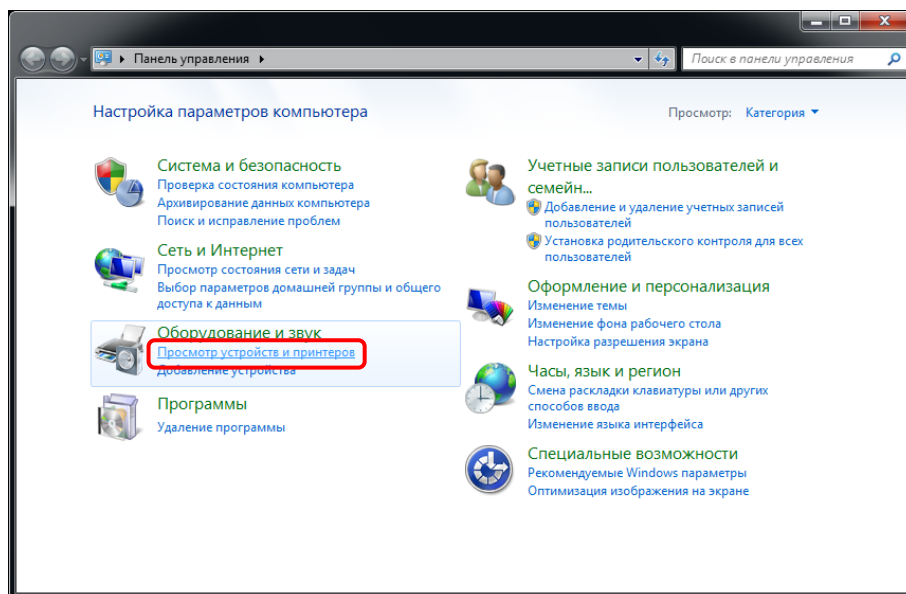 Панель управления
Поиск в панели управления
Настройка параметров компьютера
Просмотр: Категория
Система и безопасность
Проверка состояния компьютера
Архивирование данных компьютера
Поиск и исправление проблем
Сеть и Интернет
Просмотр состояния сети и задач
Выбор параметров домашней группы и общего
доступа к данным
Оборудование и звук
Просмотр устройств и принтеров
Добавление устройства
Программы
Удаление программы
Учетные записи пользователей и
семейн...
Добавление и удаление учетных записей
пользователей
Установка родительского контроля для всех
пользователей
Оформление и персонализация
Изменение темы
Изменение фона рабочего стола
Настройка разрешения экрана
Часы, язык и регион
Смена раскладки клавиатуры или других
способов ввода
Изменение языка интерфейса
Специальные возможности
Рекомендуемые Windows параметры
Оптимизация изображения на экране